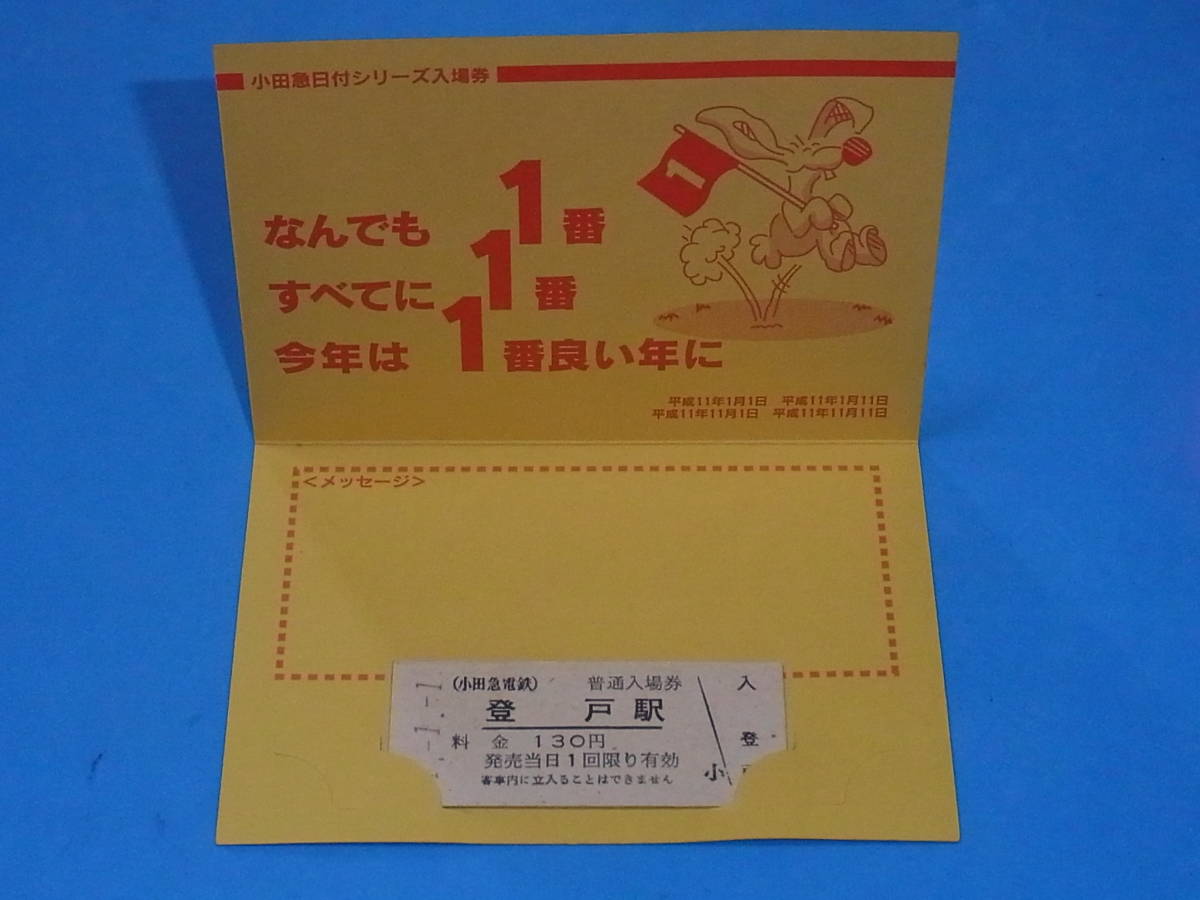 小田急日付シリーズ入場券
1
なんでも 1番
すべてに 1番
今年は 1番良い年に
平成11年1月1日 平成11年1月11日
平成11年11月1日 平成11年11月11日
<メッセージ>
(小田急電鉄) 普通入場券
登戸駅
料金 130円
発売当日1回限り有効
客車内に立入ることはできません
入
登
小